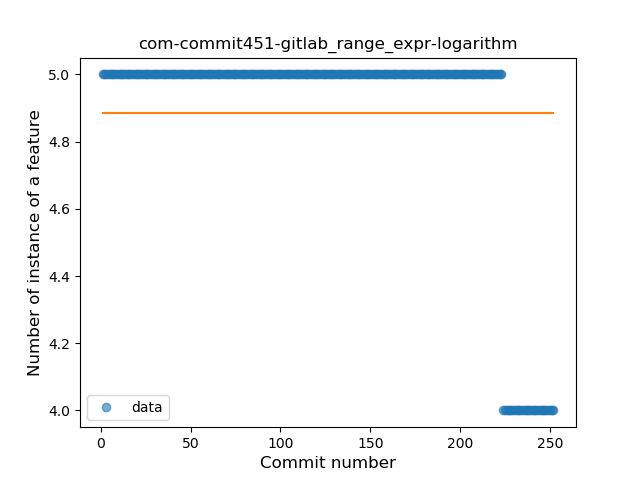 com-commit451-gitlab_range_expr-logarithm
Number of instance of a feature
5.0
4.8
4.6
4.4
4.2
4.0
data
0 50 100 150 200 250
Commit number